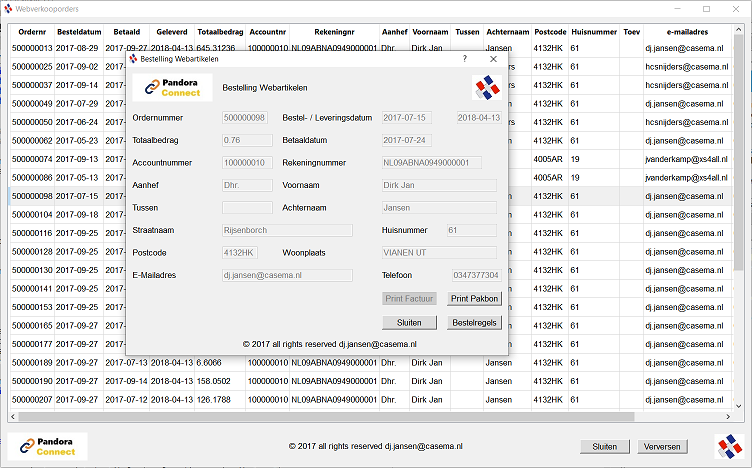 Webverkooporders
Ordernr Besteldatum Betaald Geleverd Totaalbedrag Accountnr Rekeningnr Aanhef Voornaam Tussen Achternaam Postcode Huisnummer Toev e-mailadres
500000013 2017-08-29 2017-09-27 2018-04-13 645.31236 100000010 NL09ABNA0949000001 Dhr. Dirk Jan Jansen 4132HK 61 dj.jansen@casema.nl
500000025 2017-09-02 2017- 4132HK 61 hcsnijders@casema.nl
500000037 2017-09-14 2017- 4132HK 61 hcsnijders@casema.nl
500000049 2017-07-29 2017- 4132HK 61 dj.jansen@casema.nl
500000050 2017-06-24 2017- 4132HK 61 hcsnijders@casema.nl
500000062 2017-05-23 2017- 4132HK 61 dj.jansen@casema.nl
500000074 2017-09-13 2017- 4005AR 19 jvanderkamp@xs4all.nl
500000086 2017-05-13 2017- 4005AR 19 jvanderkamp@xs4all.nl
500000098 2017-07-15 2017- 4132HK 61 dj.jansen@casema.nl
500000104 2017-09-18 2017- 4132HK 61 dj.jansen@casema.nl
500000116 2017-09-25 2017- 4132HK 61 dj.jansen@casema.nl
500000128 2017-09-25 2017- 4132HK 61 dj.jansen@casema.nl
500000130 2017-09-25 2017- 4132HK 61 dj.jansen@casema.nl
500000141 2017-09-25 2017- 4132HK 61 dj.jansen@casema.nl
500000153 2017-09-25 2017- 4132HK 61 dj.jansen@casema.nl
500000165 2017-09-27 2017- 4132HK 61 dj.jansen@casema.nl
500000177 2017-09-27 2017- 4132HK 61 dj.jansen@casema.nl
500000189 2017-09-27 2017-07-13 2018-04-13 6.6066 100000010 NL09ABNA0949000001 Dhr. Dirk Jan Jansen 4132HK 61 dj.jansen@casema.nl
500000190 2017-09-27 2017-09-14 2018-04-13 158.0502 100000010 NL09ABNA0949000001 Dhr. Dirk Jan Jansen 4132HK 61 dj.jansen@casema.nl
500000207 2017-09-27 2017-07-12 2018-04-13 126.1788 100000010 NL09ABNA0949000001 Dhr. Dirk Jan Jansen 4132HK 61 dj.jansen@casema.nl
Bestelling Webartikelen ?
Pandora
Connect
Bestelling Webartikelen
Ordernummer 500000098 Bestel- / Leveringsdatum 2017-07-15 2018-04-13
Totaalbedrag 0.76 Betaaldatum 2017-07-24
Accountnummer 100000010 Rekeningnummer NL09ABNA0949000001
Aanhef Dhr. Voornaam Dirk Jan
Tussen Achternaam Jansen
Straatnaam Rijsenborch Huisnummer 61
Postcode 4132HK Woonplaats VIANEN UT
E-Mailadres dj.jansen@casema.nl Telefoon 0347377304
Print Factuur Print Pakbon
Sluiten Bestelregels
© 2017 all rights reserved dj.jansen@casema.nl
Pandora
Connect
© 2017 all rights reserved dj.jansen@casema.nl
Sluiten Verversen